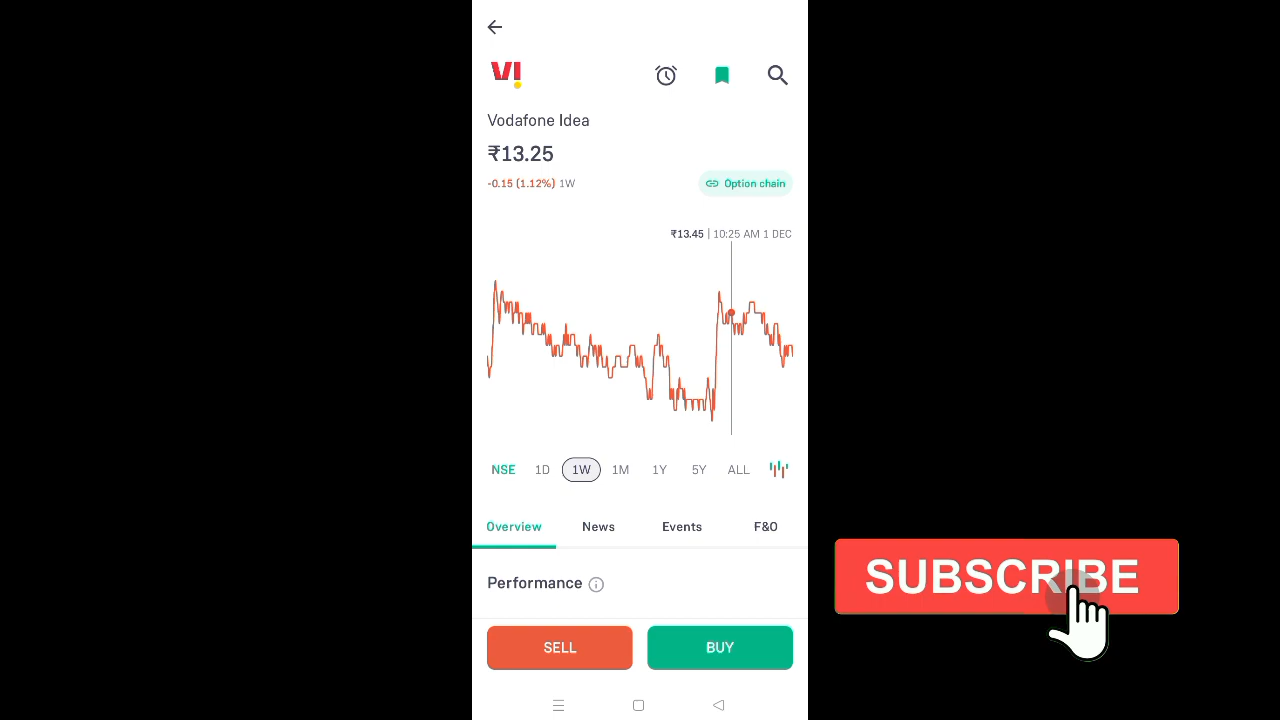 VI
Vodafone Idea
₹13.25
-0.15 (1.12%) 1W
Option chain
₹13.45 | 10:25 AM 1 DEC
NSE 1D 1W 1M 1Y 5Y ALL
Overview News Events F&O
Performance
SELL BUY
SUBSCRIBE